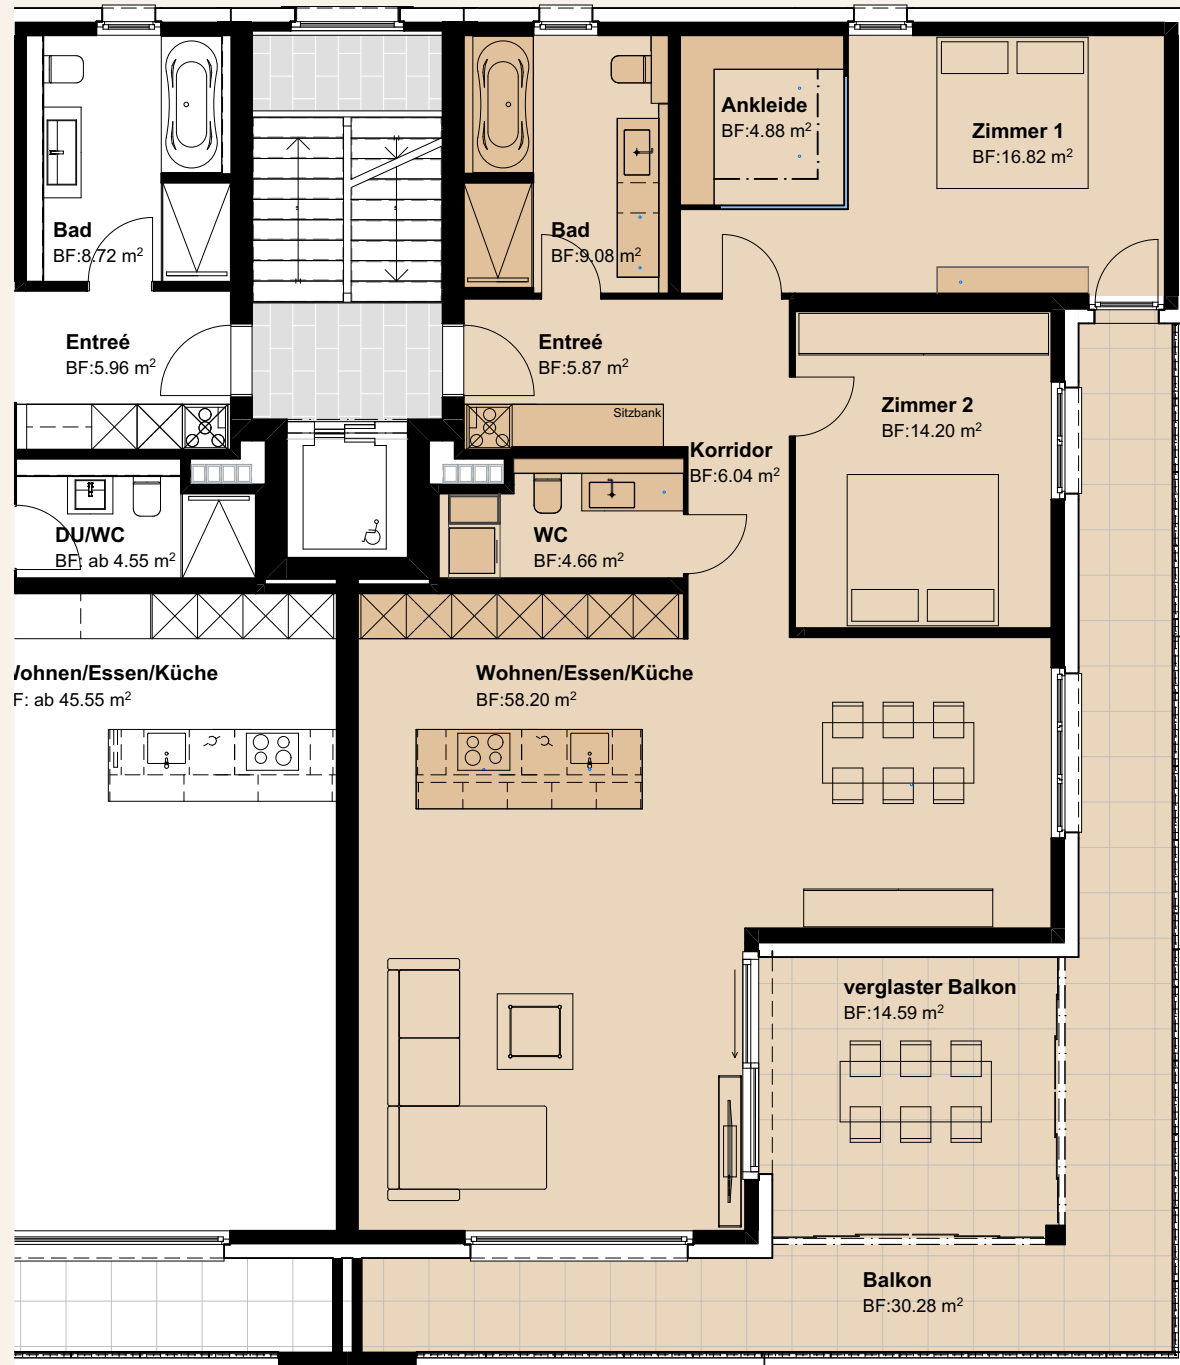 Ankleide
BF:4.88 m²
Zimmer 1
BF:16.82 m²
Bad
BF:8.72 m²
Bad
BF:9.08 m²
Entreé
BF:5.96 m²
Entreé
BF:5.87 m²
Sitzbank
Zimmer 2
BF:14.20 m²
Korridor
BF:6.04 m²
DU/WC
BF: ab 4.55 m²
WC
BF:4.66 m²
Wohnen/Essen/Küche
F: ab 45.55 m²
Wohnen/Essen/Küche
BF:58.20 m²
verglaster Balkon
BF:14.59 m²
Balkon
BF:30.28 m²